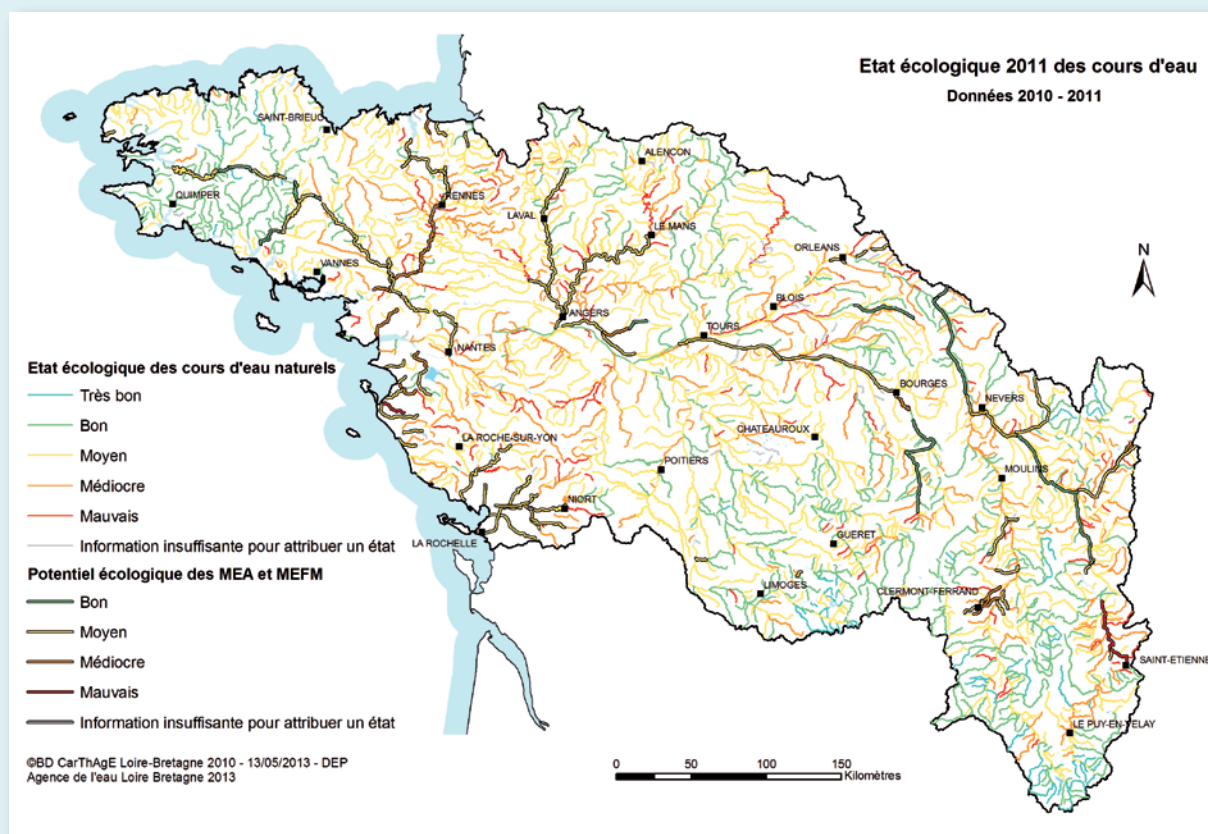 Etat écologique 2011 des cours d'eau
Données 2010 - 2011
SAINT-BRIEUC
ALENCON
QUIMPER
RENNES
LAVAL
LE MANS
ORLEANS
N
VANNES
BLOIS
ANGERS
TOURS
NANTES
BOURGES
NEVERS
CHATEAUROUX
LA ROCHE-SUR-YON
POITIERS
MOULINS
NIORT
LA ROCHELLE
GUERET
LIMOGES
CLERMONT-FERRAND
SAINT-ETIENNE
LE PUY-EN-VELAY
Etat écologique des cours d'eau naturels
Très bon
Bon
Moyen
Médiocre
Mauvais
Information insuffisante pour attribuer un état
Potentiel écologique des MEA et MEFM
Bon
Moyen
Médiocre
Mauvais
Information insuffisante pour attribuer un état
©BD CarThAgE Loire-Bretagne 2010 - 13/05/2013 - DEP
Agence de l'eau Loire Bretagne 2013
0 50 100 150
Kilomètres